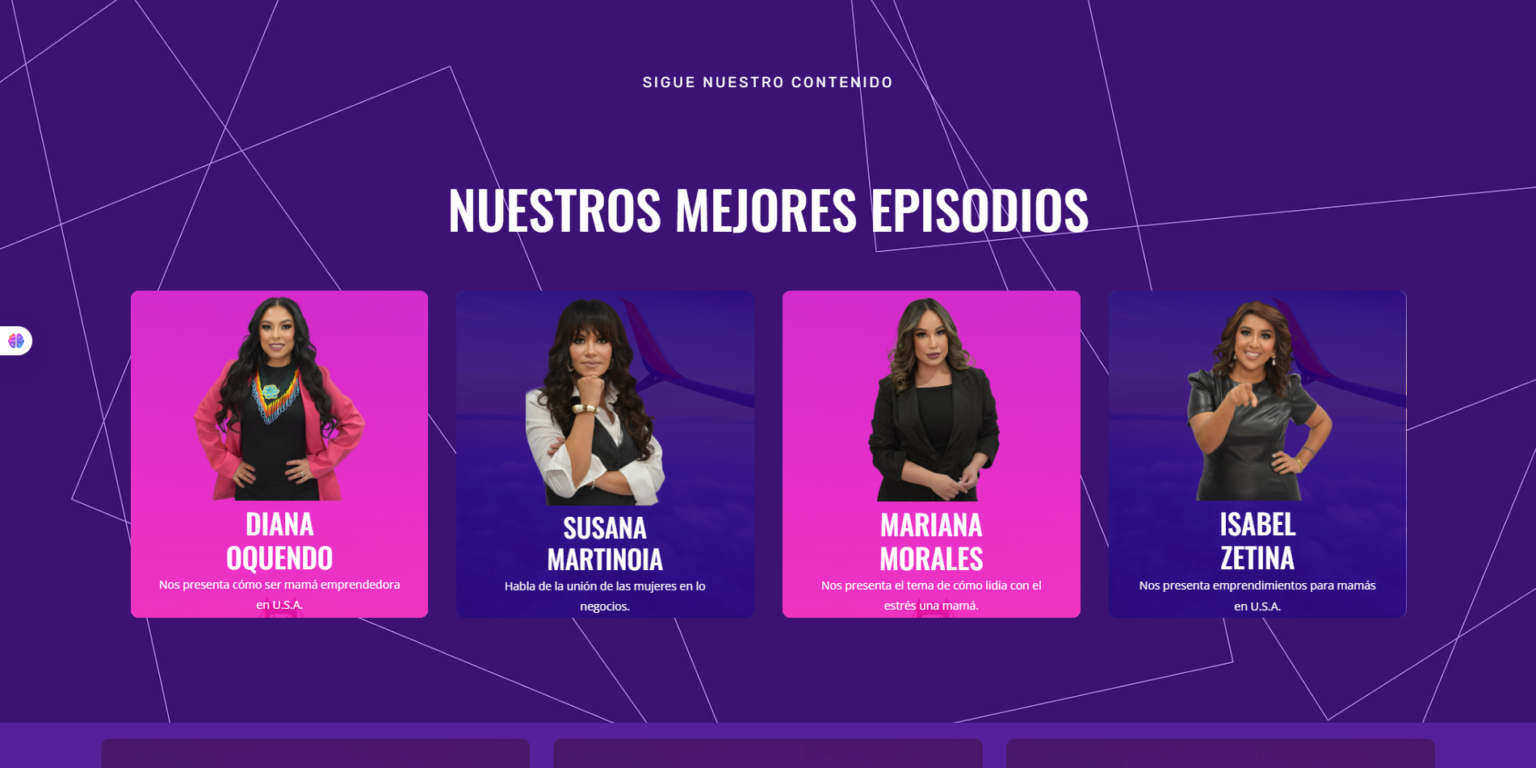 SIGUE NUESTRO CONTENIDO
NUESTROS MEJORES EPISODIOS
DIANA
OQUENDO
Nos presenta cómo ser mamá emprendedora
en U.S.A.
SUSANA
MARTINOIA
Habla de la unión de las mujeres en lo
negocios.
MARIANA
MORALES
Nos presenta el tema de cómo lidia con el
estrés una mamá.
ISABEL
ZETINA
Nos presenta emprendimientos para mamás
en U.S.A.